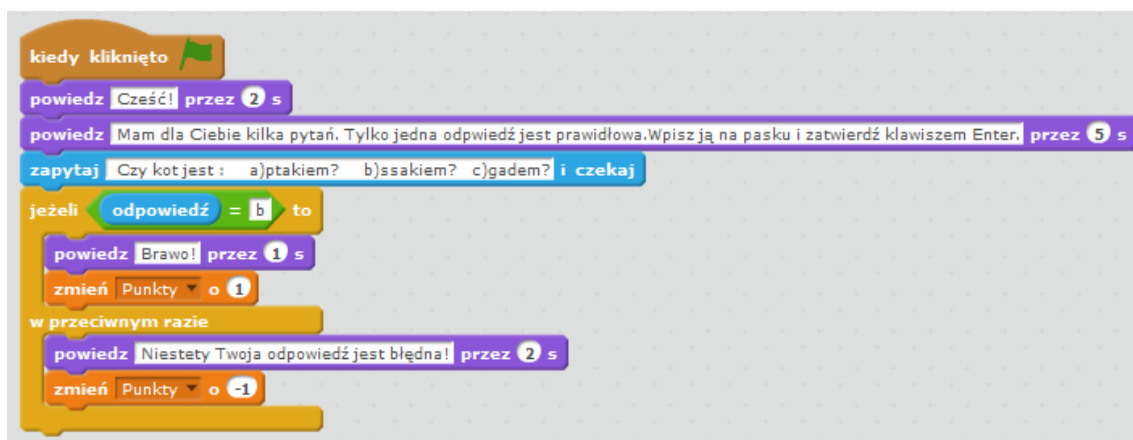 kiedy kliknięto
powiedz Cześć! przez 2 s
powiedz Mam dla Ciebie kilka pytań. Tylko jedna odpwiedź jest prawidłowa.Wpisz ją na pasku i zatwierdź klawiszem Enter. przez 5 s
zapytaj Czy kot jest : a)ptakiem? b)ssakiem? c)gadem? i czekaj
jeżeli odpowiedź = b to
powiedz Brawo! przez 1 s
zmień Punkty o 1
w przeciwnym razie
powiedz Niestety Twoja odpowiedź jest błędna! przez 2 s
zmień Punkty o -1